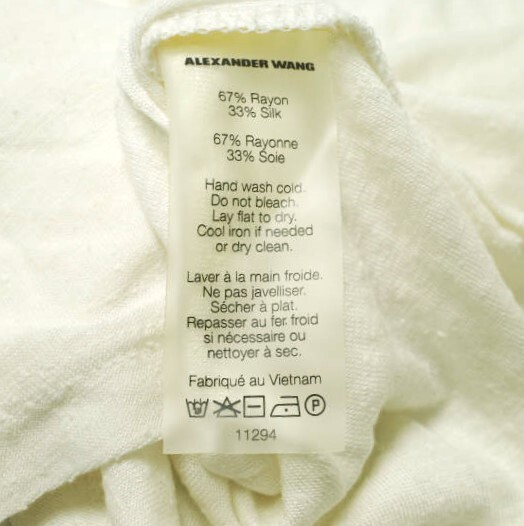 ALEXANDER WANG
67% Rayon
33% Silk
67% Rayonne
33% Soie
Hand wash cold.
Do not bleach.
Lay flat to dry.
Cool iron if needed
or dry clean.
Laver à la main froide.
Ne pas javelliser.
Sécher à plat.
Repasser au fer froid
si nécessaire ou
nettoyer à sec.
Fabriqué au Vietnam
P
11294